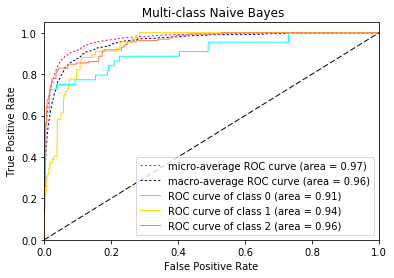 Multi-class Naive Bayes
True Positive Rate
1.0
0.8
0.6
0.4
0.2
0.0
micro-average ROC curve (area = 0.97)
macro-average ROC curve (area = 0.96)
ROC curve of class 0 (area = 0.91)
ROC curve of class 1 (area = 0.94)
ROC curve of class 2 (area = 0.96)
0.0 0.2 0.4 0.6 0.8 1.0
False Positive Rate